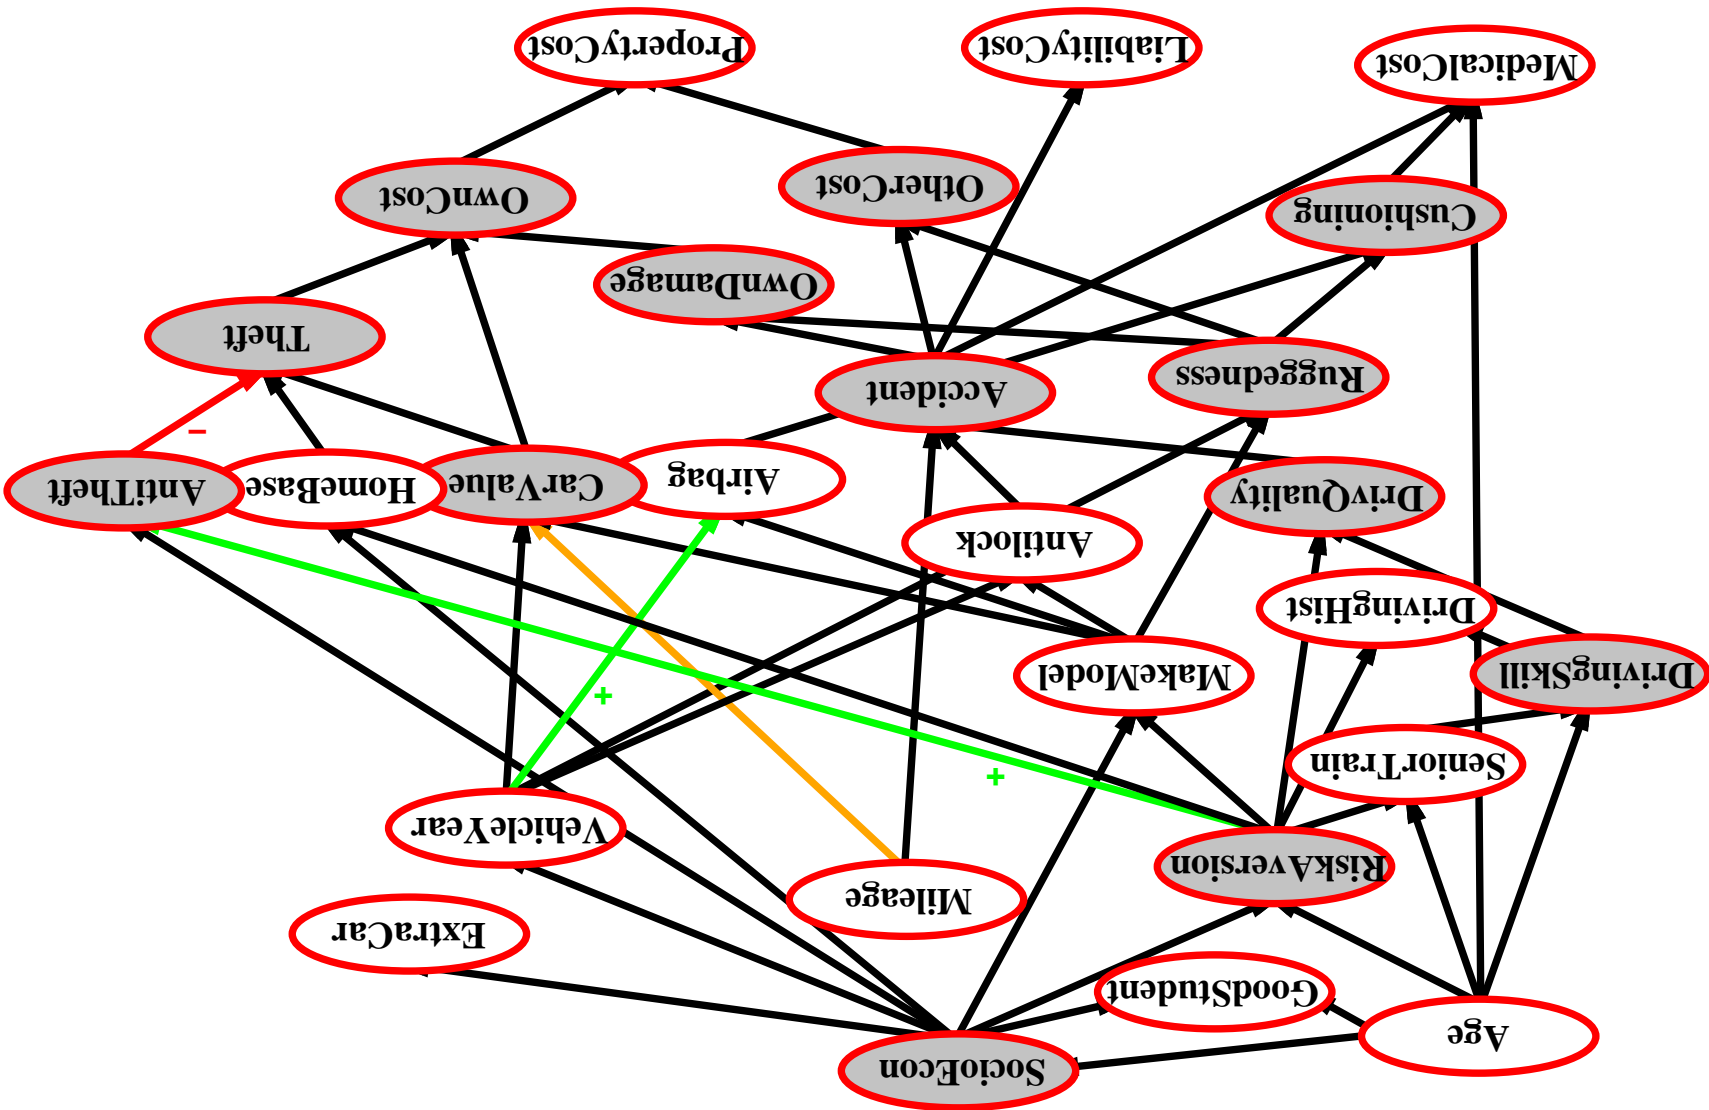 Age
SocioEcon
GoodStudent
ExtraCar
Mileage
RiskAversion
VehicleYear
+
SeniorTrain
+
DrivingSkill
MakeModel
DrivingHist
Antilock
DrivQuality
Airbag
CarValue
HomeBase
AntiTheft
−
Ruggedness
Accident
Theft
OwnDamage
Cushioning
OtherCost
OwnCost
MedicalCost
LiabilityCost
PropertyCost